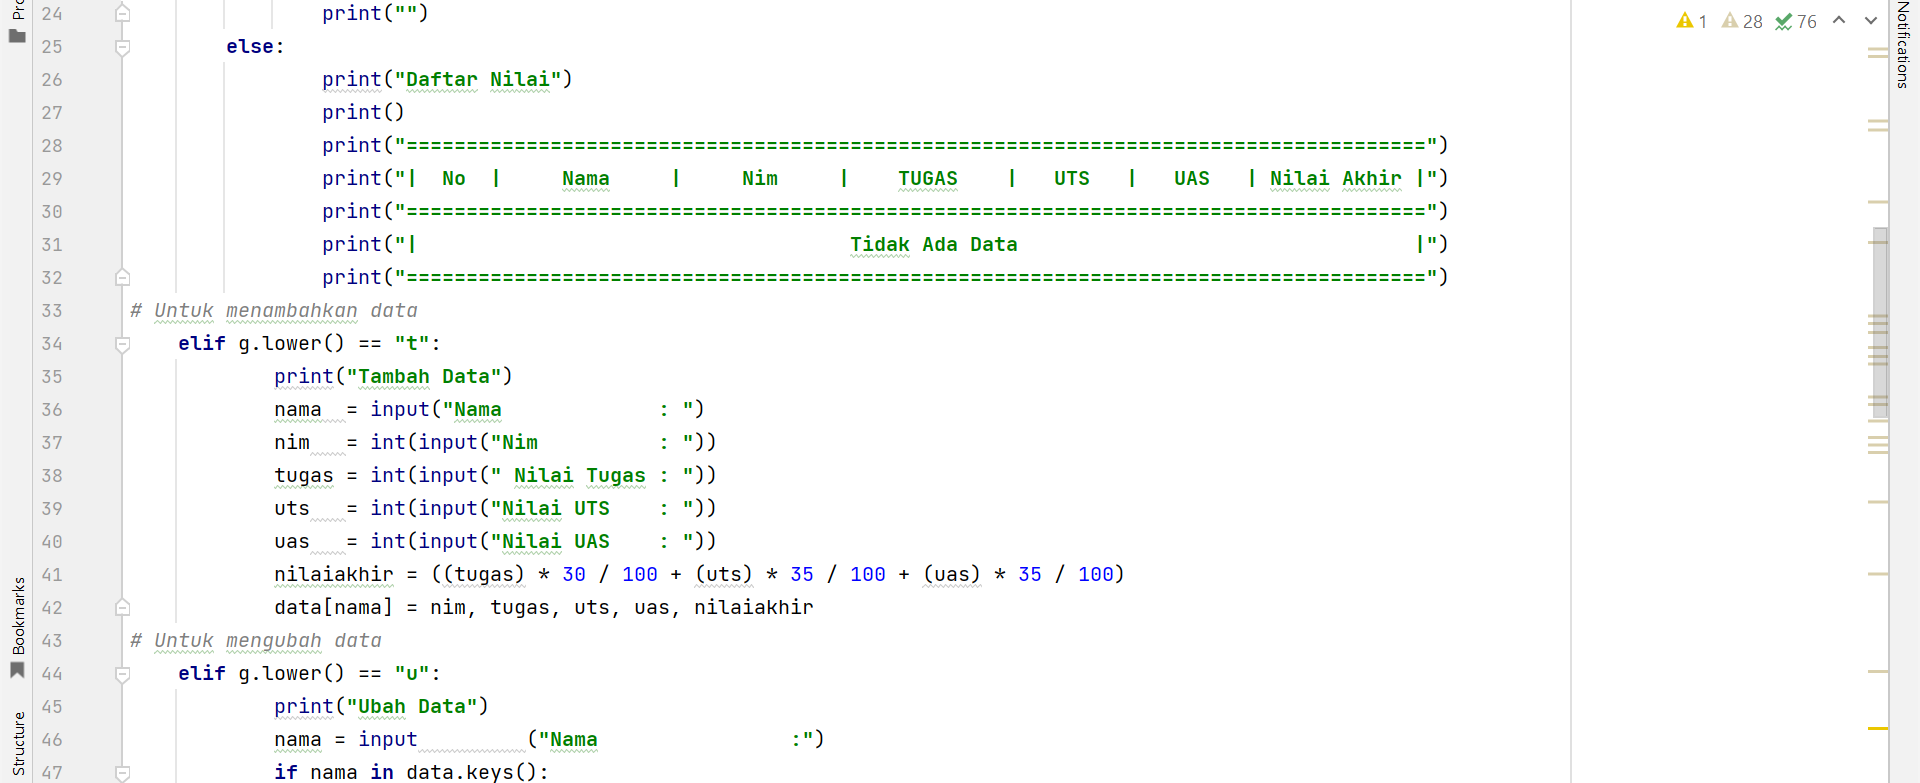 Pro
Bookmarks
Structure
Notifications
1 28 76
24 print("")
25 else:
26 print("Daftar Nilai")
27 print()
28 print("=====================================================================================")
29 print("|  No  |     Nama     |     Nim     |    TUGAS    |   UTS   |   UAS   | Nilai Akhir |")
30 print("=====================================================================================")
31 print("|                                    Tidak Ada Data                                 |")
32 print("=====================================================================================")
33 # Untuk menambahkan data
34 elif g.lower() == "t":
35 print("Tambah Data")
36 nama  = input("Nama             : ")
37 nim   = int(input("Nim          : "))
38 tugas = int(input(" Nilai Tugas : "))
39 uts   = int(input("Nilai UTS    : "))
40 uas   = int(input("Nilai UAS    : "))
41 nilaiakhir = ((tugas) * 30 / 100 + (uts) * 35 / 100 + (uas) * 35 / 100)
42 data[nama] = nim, tugas, uts, uas, nilaiakhir
43 # Untuk mengubah data
44 elif g.lower() == "u":
45 print("Ubah Data")
46 nama = input         ("Nama                :")
47 if nama in data.keys():